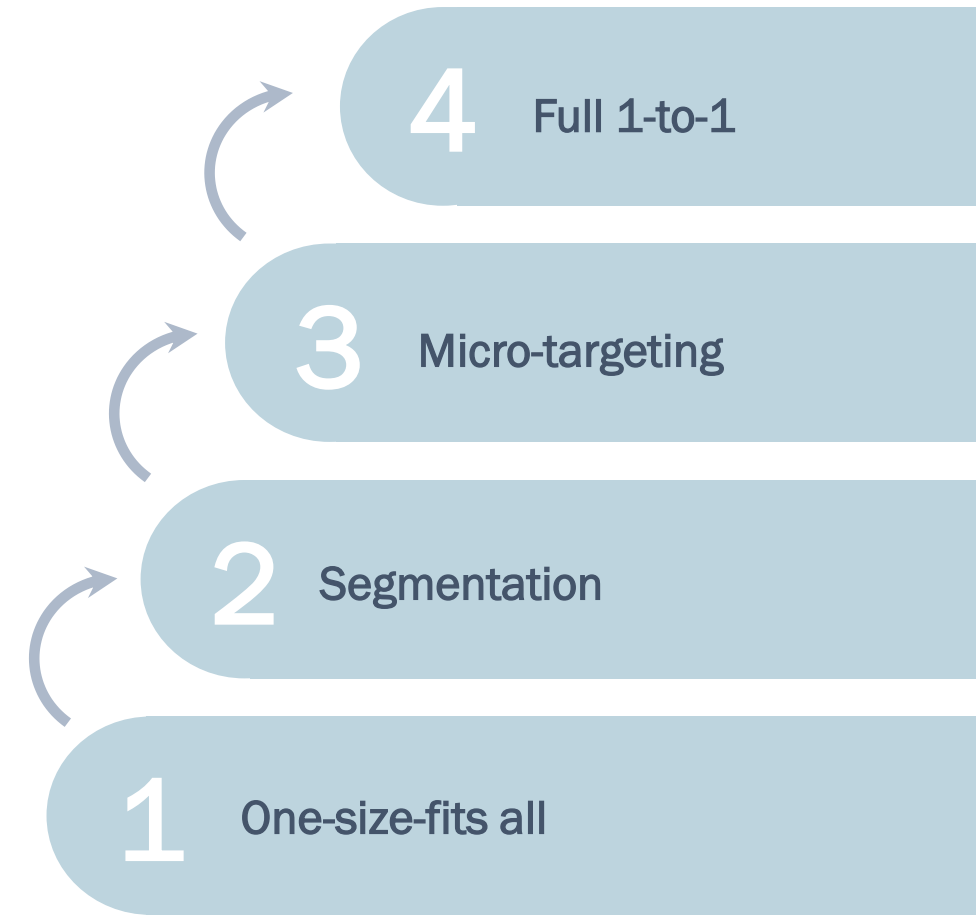 4 Full 1-to-1
3 Micro-targeting
2 Segmentation
1 One-size-fits all